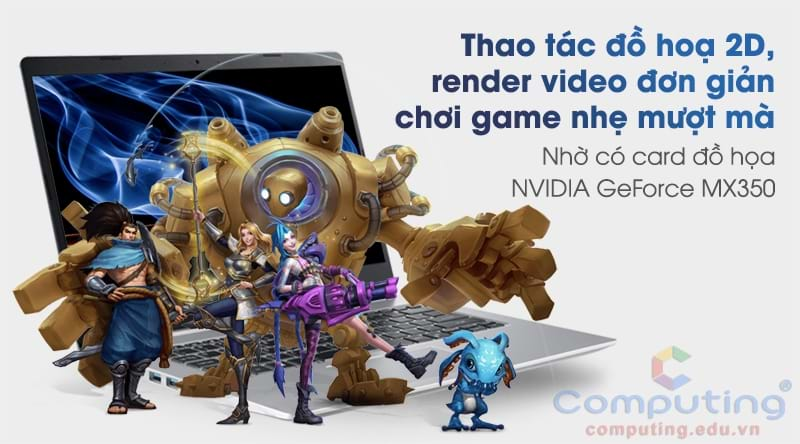 Thao tác đồ hoạ 2D,
render video đơn giản
chơi game nhẹ mượt mà
Nhờ có card đồ họa
NVIDIA GeForce MX350
Computing®
computing.edu.vn